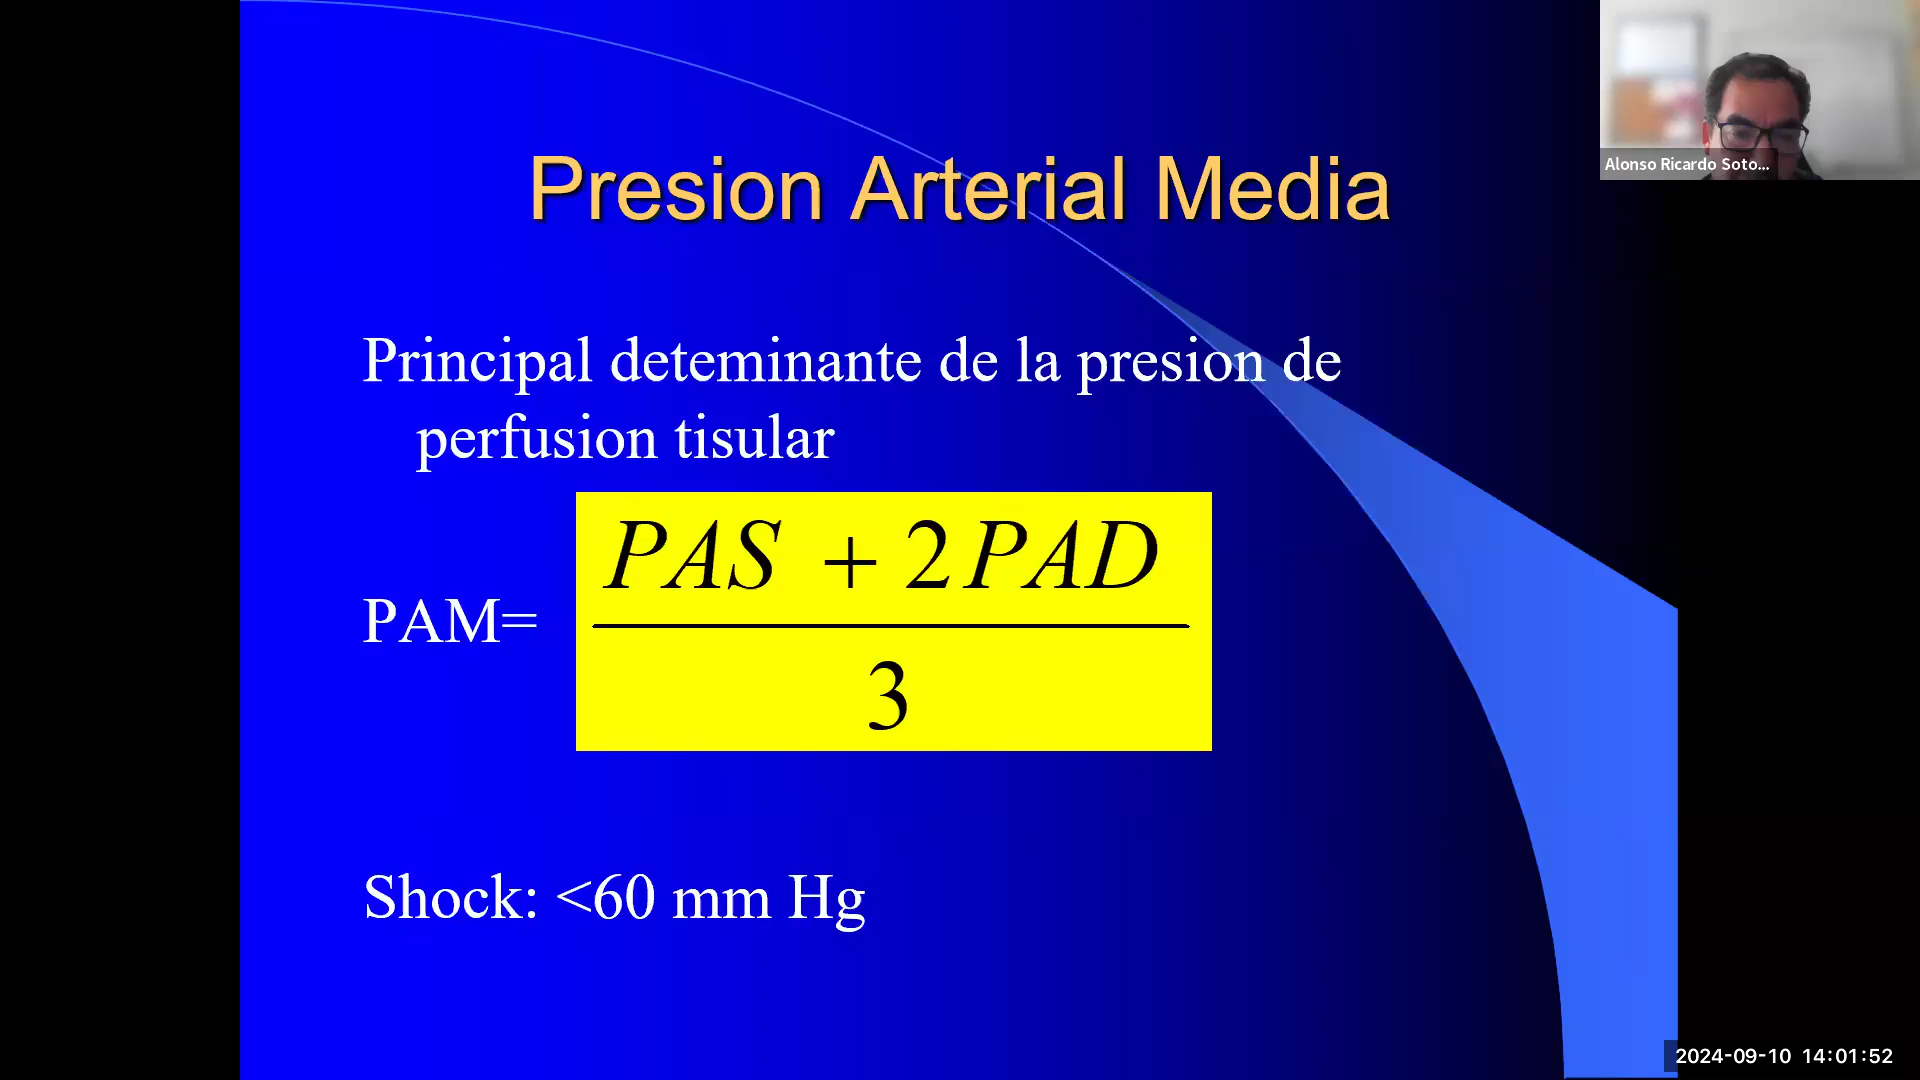 Presion Arterial Media
Alonso Ricardo Soto...
Principal deteminante de la presion de
perfusion tisular
PAS + 2PAD
PAM=
3
Shock: <60 mm Hg
2024-09-10 14:01:52